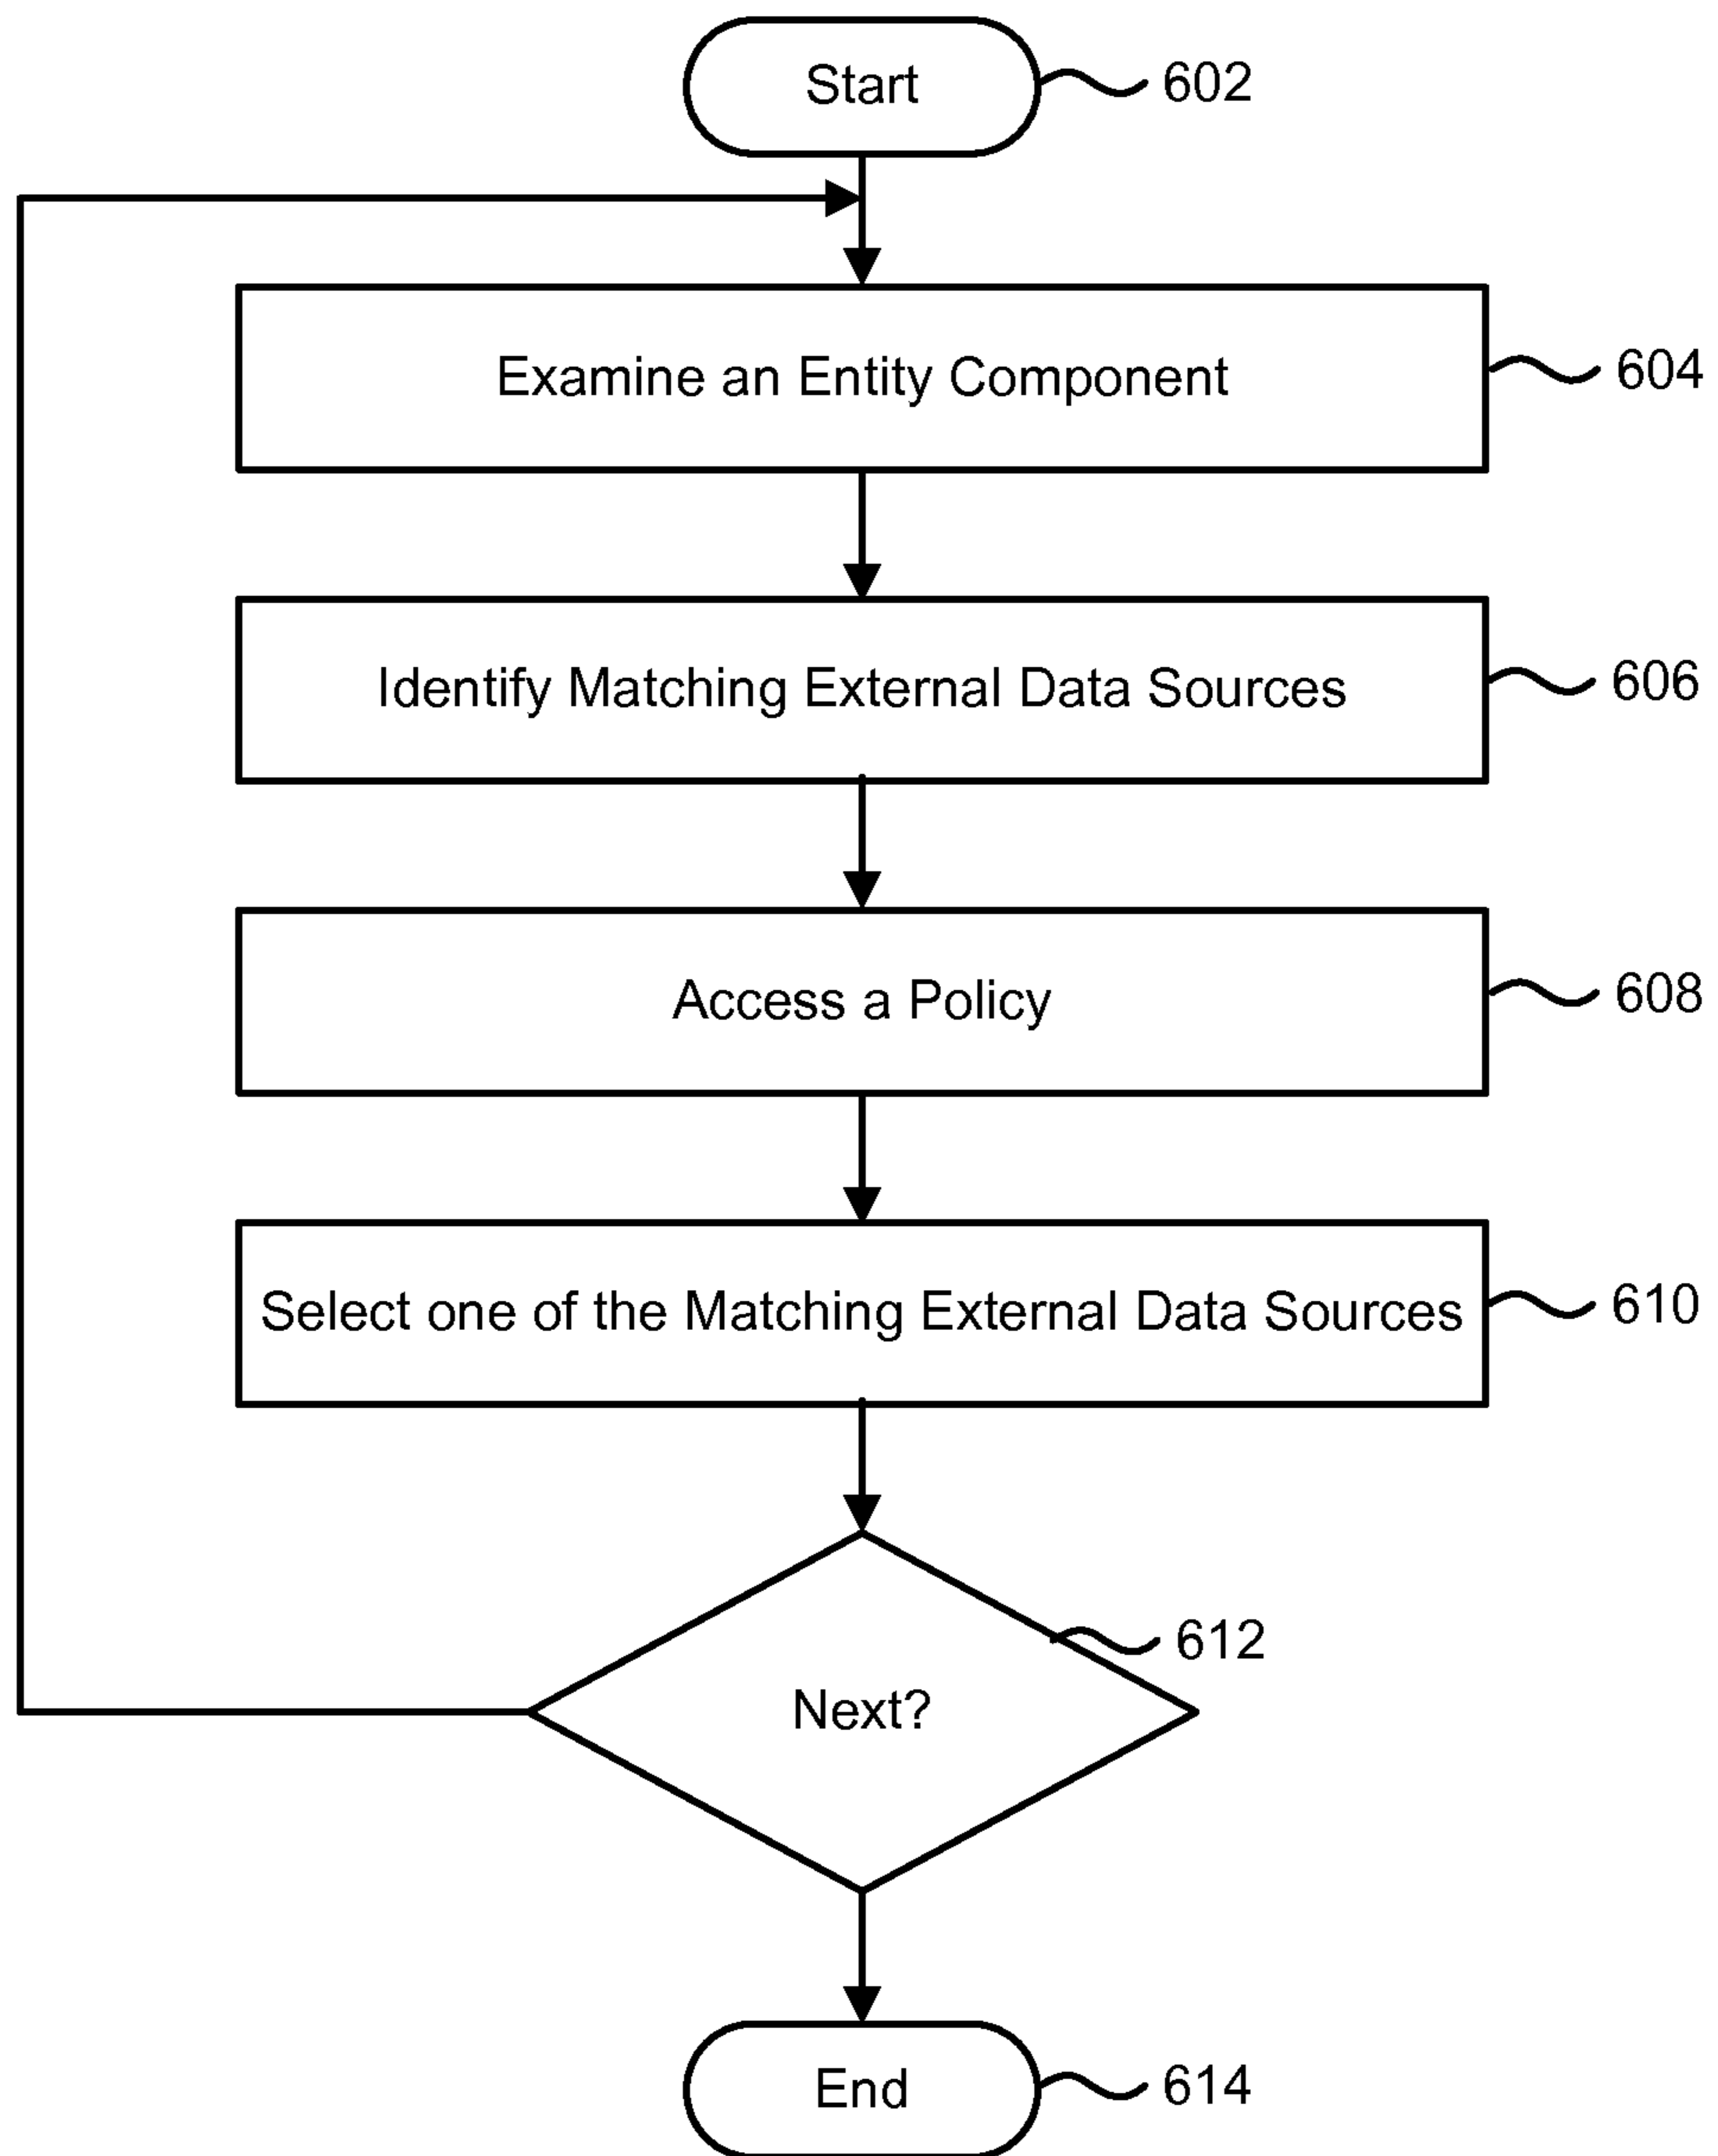 Start
602
Examine an Entity Component
604
Identify Matching External Data Sources
606
Access a Policy
608
Select one of the Matching External Data Sources
610
612
Next?
End
614